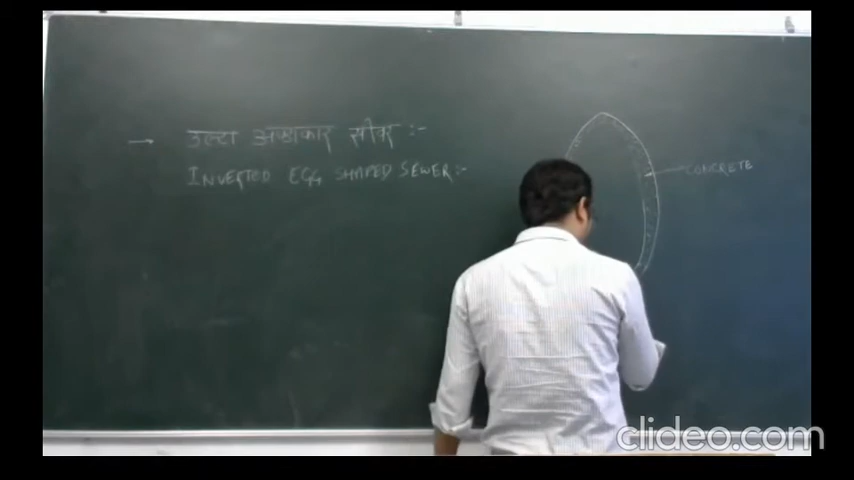 → उल्टा अण्डाकार सीवर :-
INVERTED EGG SHAPED SEWER :-
CONCRETE
clideo.com